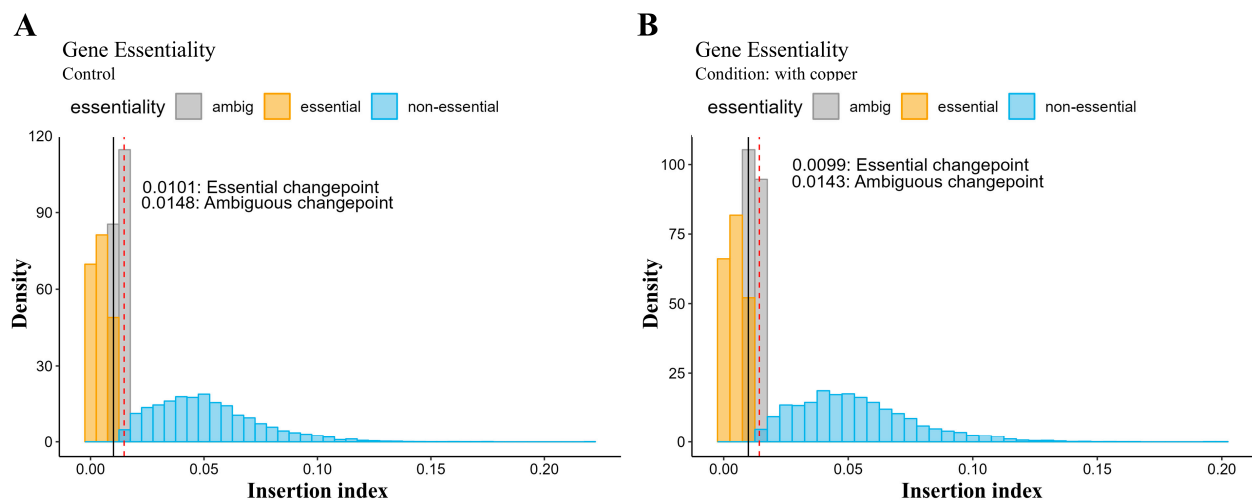 A
Gene Essentiality
Control
essentiality ambig essential non-essential
120
90
60
30
0
0.0101: Essential changepoint
0.0148: Ambiguous changepoint
Density
0.00 0.05 0.10 0.15 0.20
Insertion index
B
Gene Essentiality
Condition: with copper
essentiality ambig essential non-essential
100
75
50
25
0
0.0099: Essential changepoint
0.0143: Ambiguous changepoint
Density
0.00 0.05 0.10 0.15 0.20
Insertion index